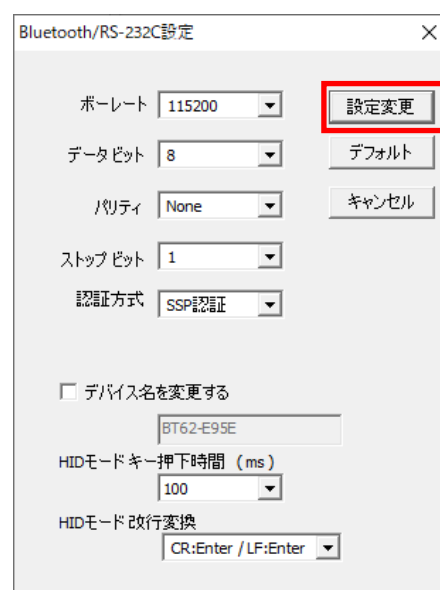 Bluetooth/RS-232C設定
ボーレート 115200 設定変更
データビット 8 デフォルト
パリティ None キャンセル
ストップビット 1
認証方式 SSP認証
デバイス名を変更する
BT62-E95E
HIDモード キー押下時間 (ms)
100
HIDモード 改行変換
CR:Enter / LF:Enter